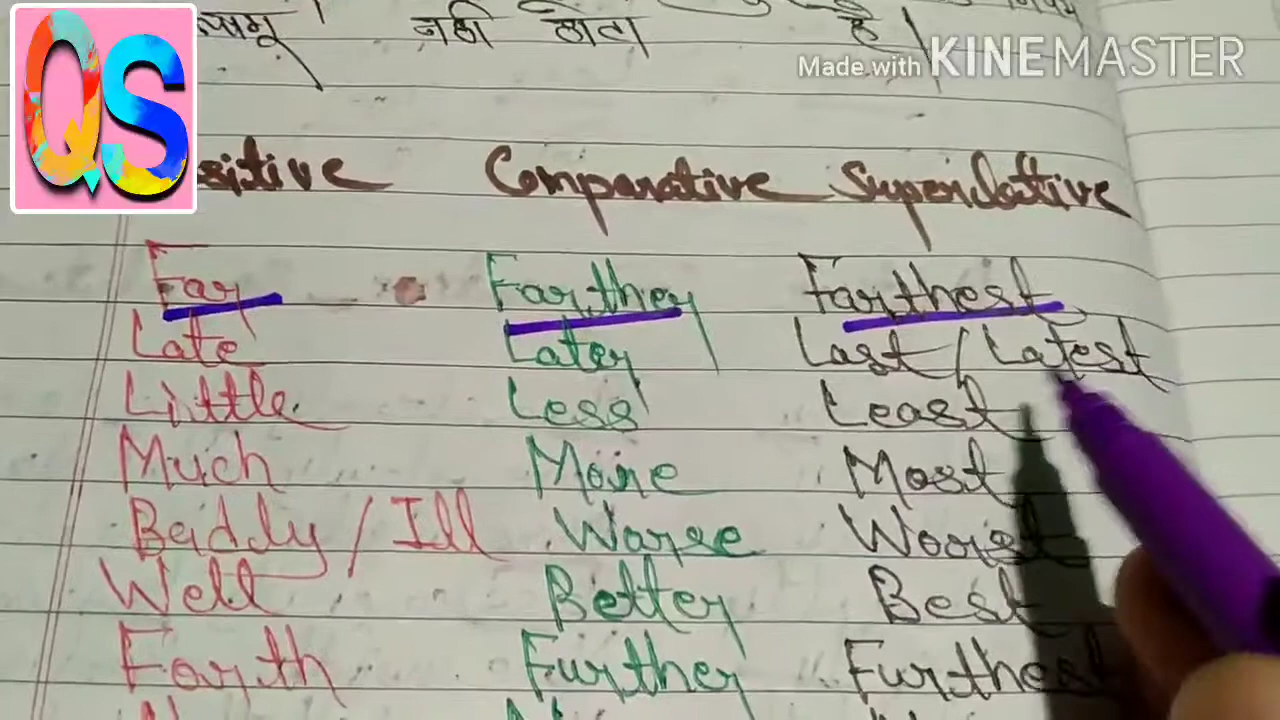 लागू नही होता है।
Made with KINEMASTER
QS
sitive Comparative Superlative
Far Farther Farthest
Late Later Last / Latest
Little Less Least
Much More Most
Baddly / Ill Worse Worst
Well Better Best
Forth Further Furthest